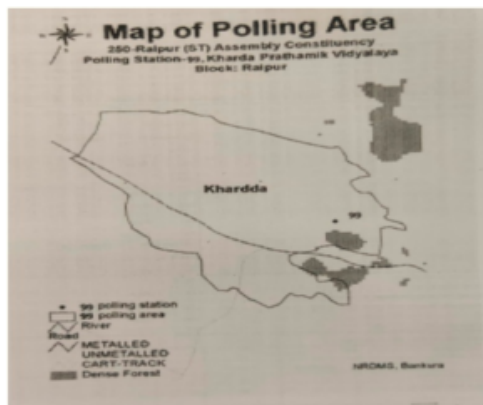 Map of Polling Area
250-Raipur (ST) Assembly Constituency
Polling Station-99, Kharda Prathamik Vidyalaya
Block: Raipur
Khardda
99
99 polling station
99 polling area
River
Road
METALLED
UNMETALLED
CART-TRACK
Dense Forest
NRDMS, Bankura